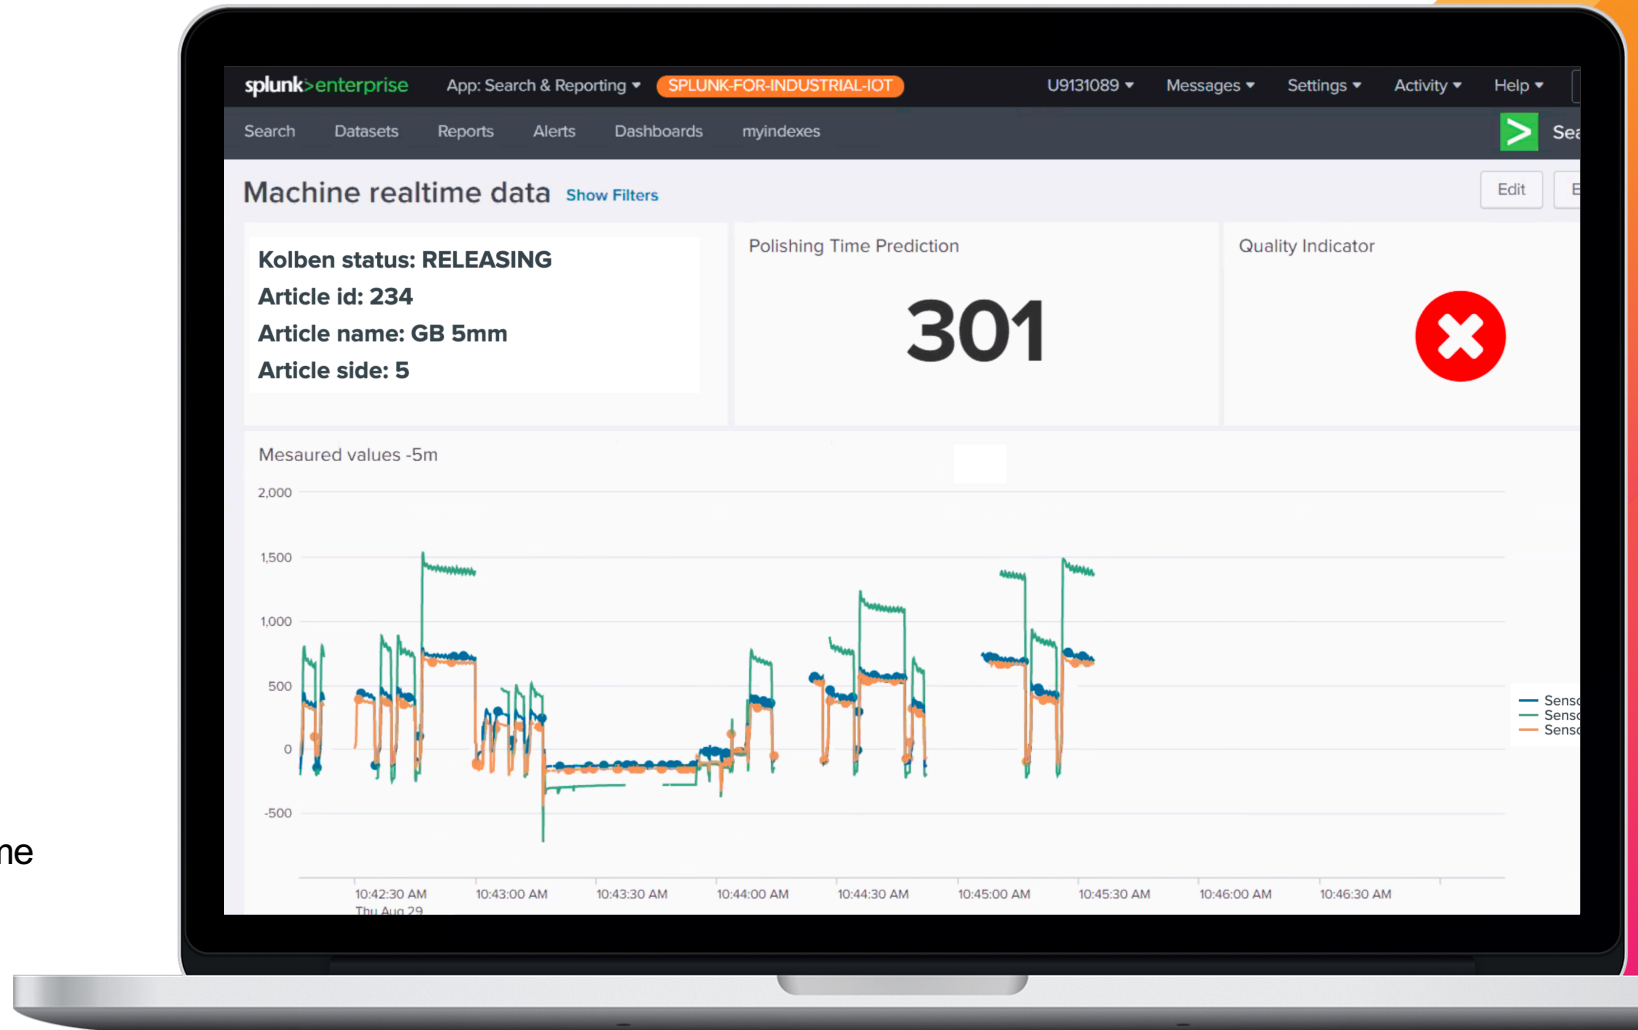 splunk>enterprise App: Search & Reporting SPLUNK-FOR-INDUSTRIAL-IOT U9131089 Messages Settings Activity Help
Search Datasets Reports Alerts Dashboards myindexes
Machine realtime data Show Filters Edit
Kolben status: RELEASING
Article id: 234
Article name: GB 5mm
Article side: 5
Polishing Time Prediction
301
Quality Indicator
Mesaured values -5m
2,000
1,500
1,000
500
0
-500
10:42:30 AM 10:43:00 AM 10:43:30 AM 10:44:00 AM 10:44:30 AM 10:45:00 AM 10:45:30 AM 10:46:00 AM 10:46:30 AM
Thu Aug 29